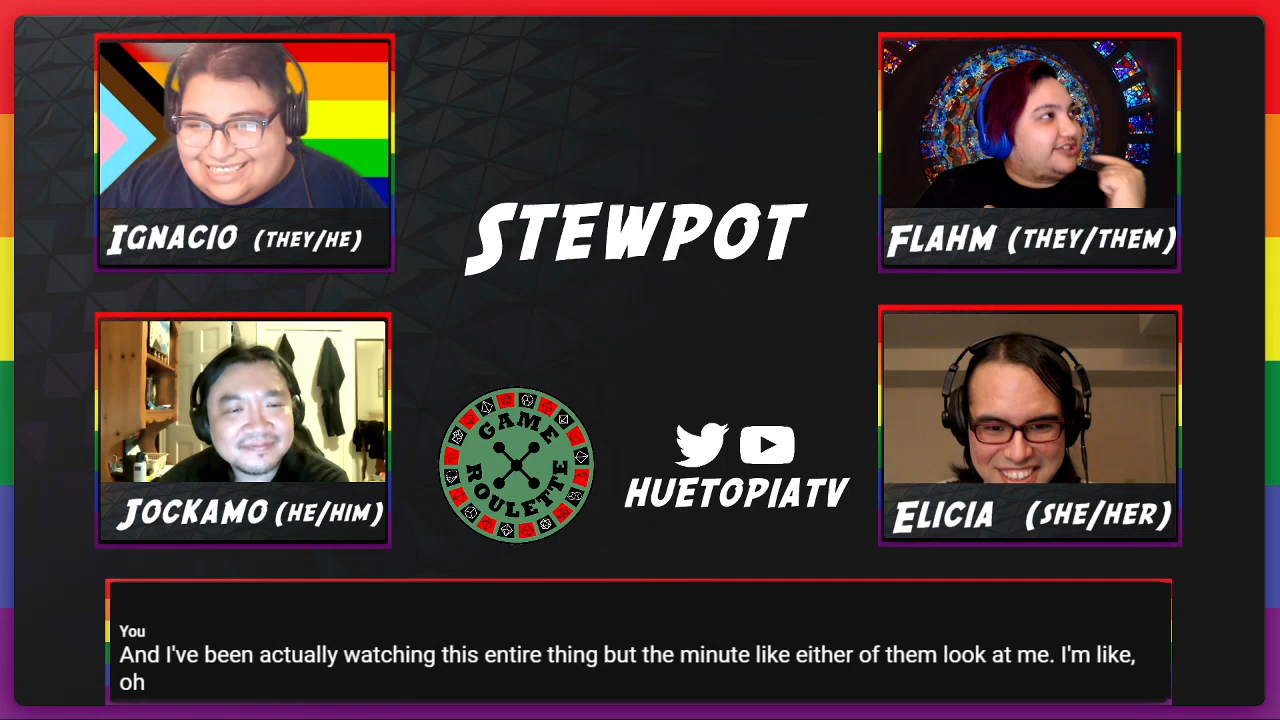 IGNACIO (THEY/HE)
FLAHM (THEY/THEM)
STEWPOT
JOCKAMO (HE/HIM)
GAME
ROULETTE
HUETOPIATV
ELICIA (SHE/HER)
You
And I've been actually watching this entire thing but the minute like either of them look at me. I'm like,
oh